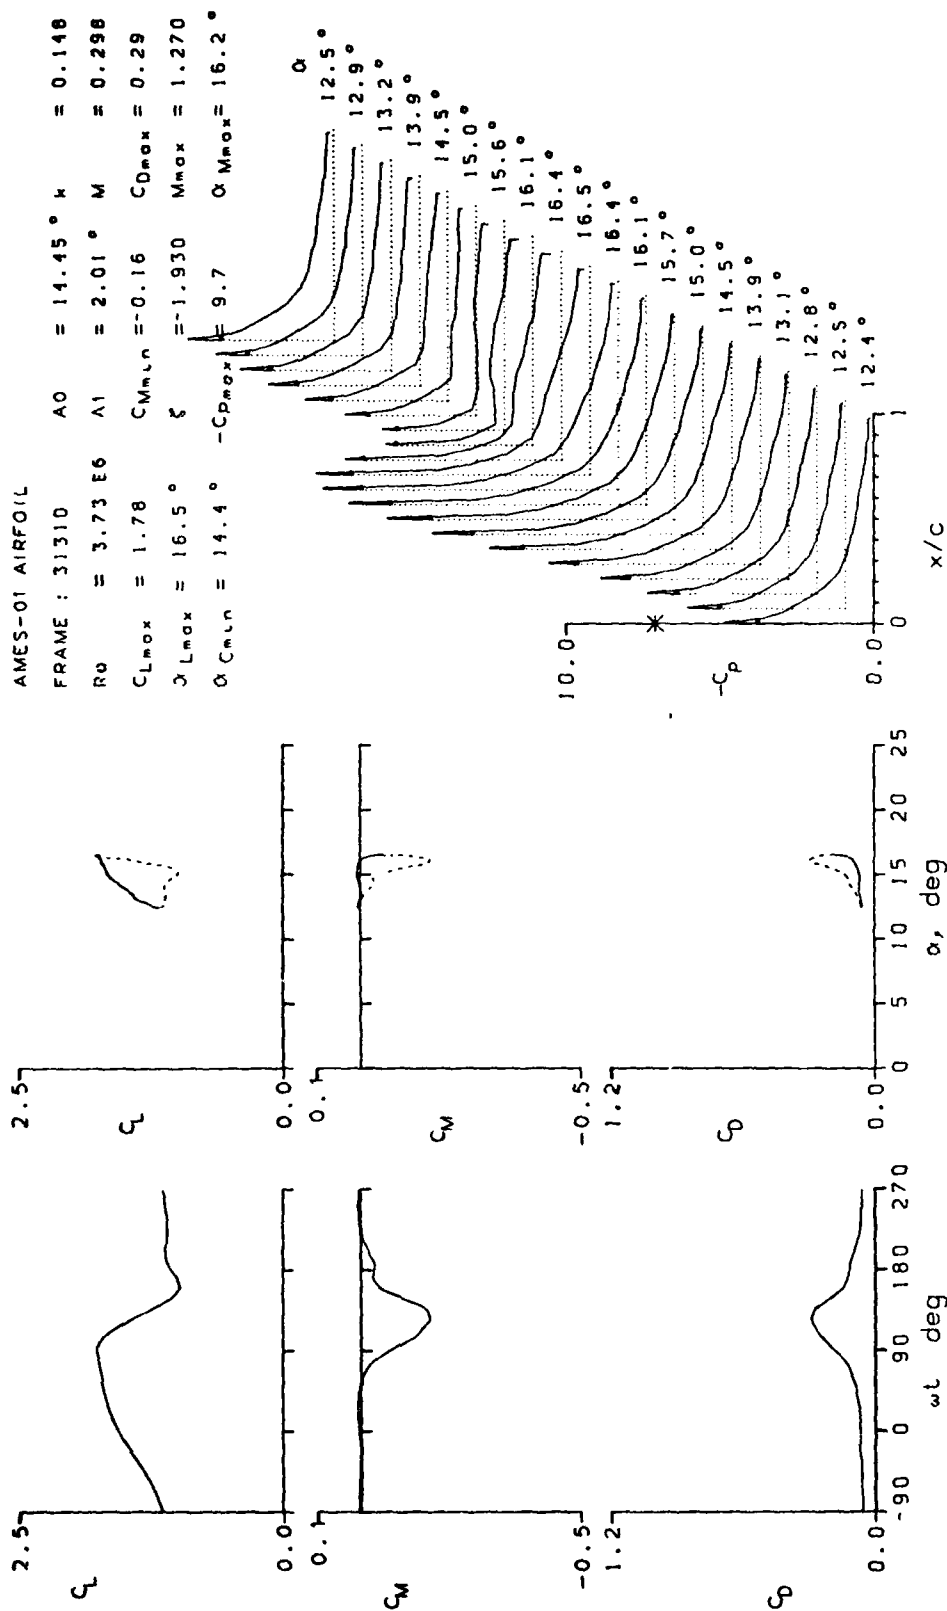 AMES-01 AIRFOIL
FRAME : 31310 A0 = 14.45 ° k = 0.148
Re = 3.73 E6 A1 = 2.01 ° M = 0.298
CLmax = 1.78 CMmin =-0.16 CDmax = 0.29
αLmax = 16.5 ° ζ =-1.930 Mmax = 1.270
αCmin = 14.4 ° -CPmax = 9.7 αMmax= 16.2 °
2.5
CL
0.0
0.1
CM
-0.5
1.2
CD
0.0
-90 0 90 180 270
ωt deg
2.5
CL
0.0
0.1
CM
-0.5
1.2
CD
0.0
0 5 10 15 20 25
α, deg
α
12.5 °
12.9 °
13.2 °
13.9 °
14.5 °
15.0 °
15.6 °
16.1 °
16.4 °
16.5 °
16.4 °
16.1 °
15.7 °
15.0 °
14.5 °
13.9 °
13.1 °
12.8 °
12.5 °
12.4 °
10.0
-Cp
0.0
0 1
x/c